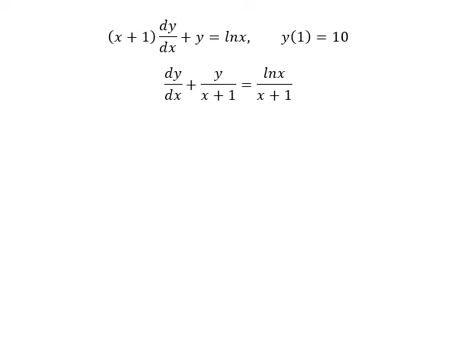 (x + 1) dy/dx + y = lnx, y(1) = 10
dy/dx + y/(x + 1) = lnx/(x + 1)